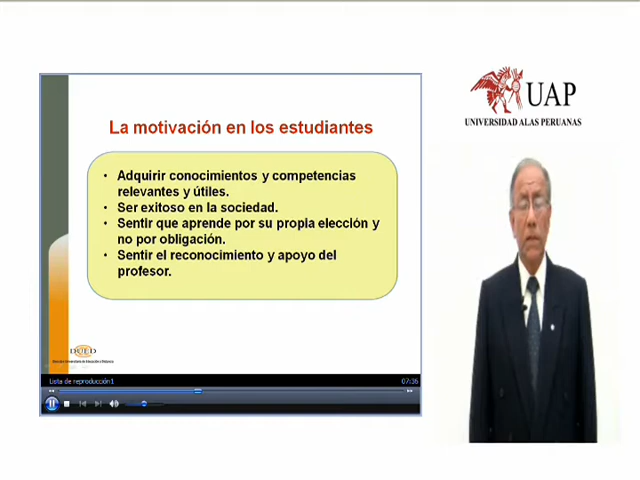 UAP
UNIVERSIDAD ALAS PERUANAS
La motivación en los estudiantes
• Adquirir conocimientos y competencias
relevantes y útiles.
• Ser exitoso en la sociedad.
• Sentir que aprende por su propia elección y
no por obligación.
• Sentir el reconocimiento y apoyo del
profesor.
DUED
Lista de reproducción1
07:36